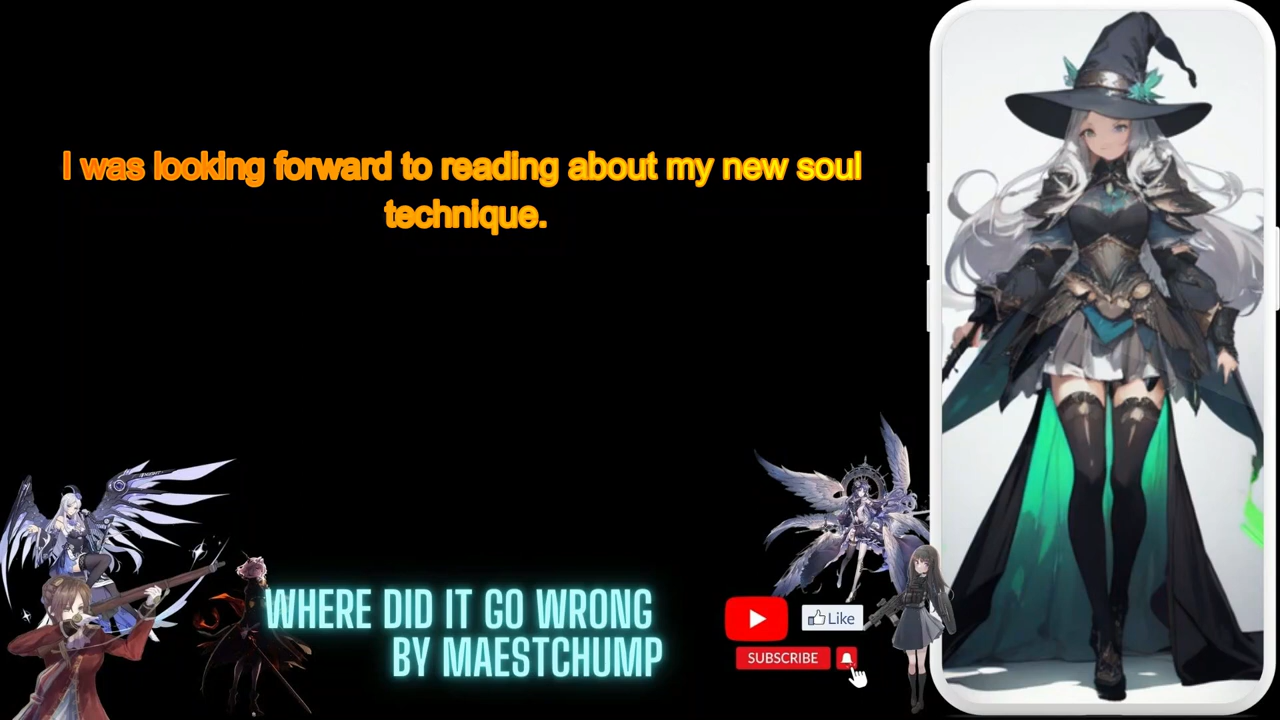 I was looking forward to reading about my new soul
technique.
WHERE DID IT GO WRONG
BY MAESTCHUMP
Like
SUBSCRIBE